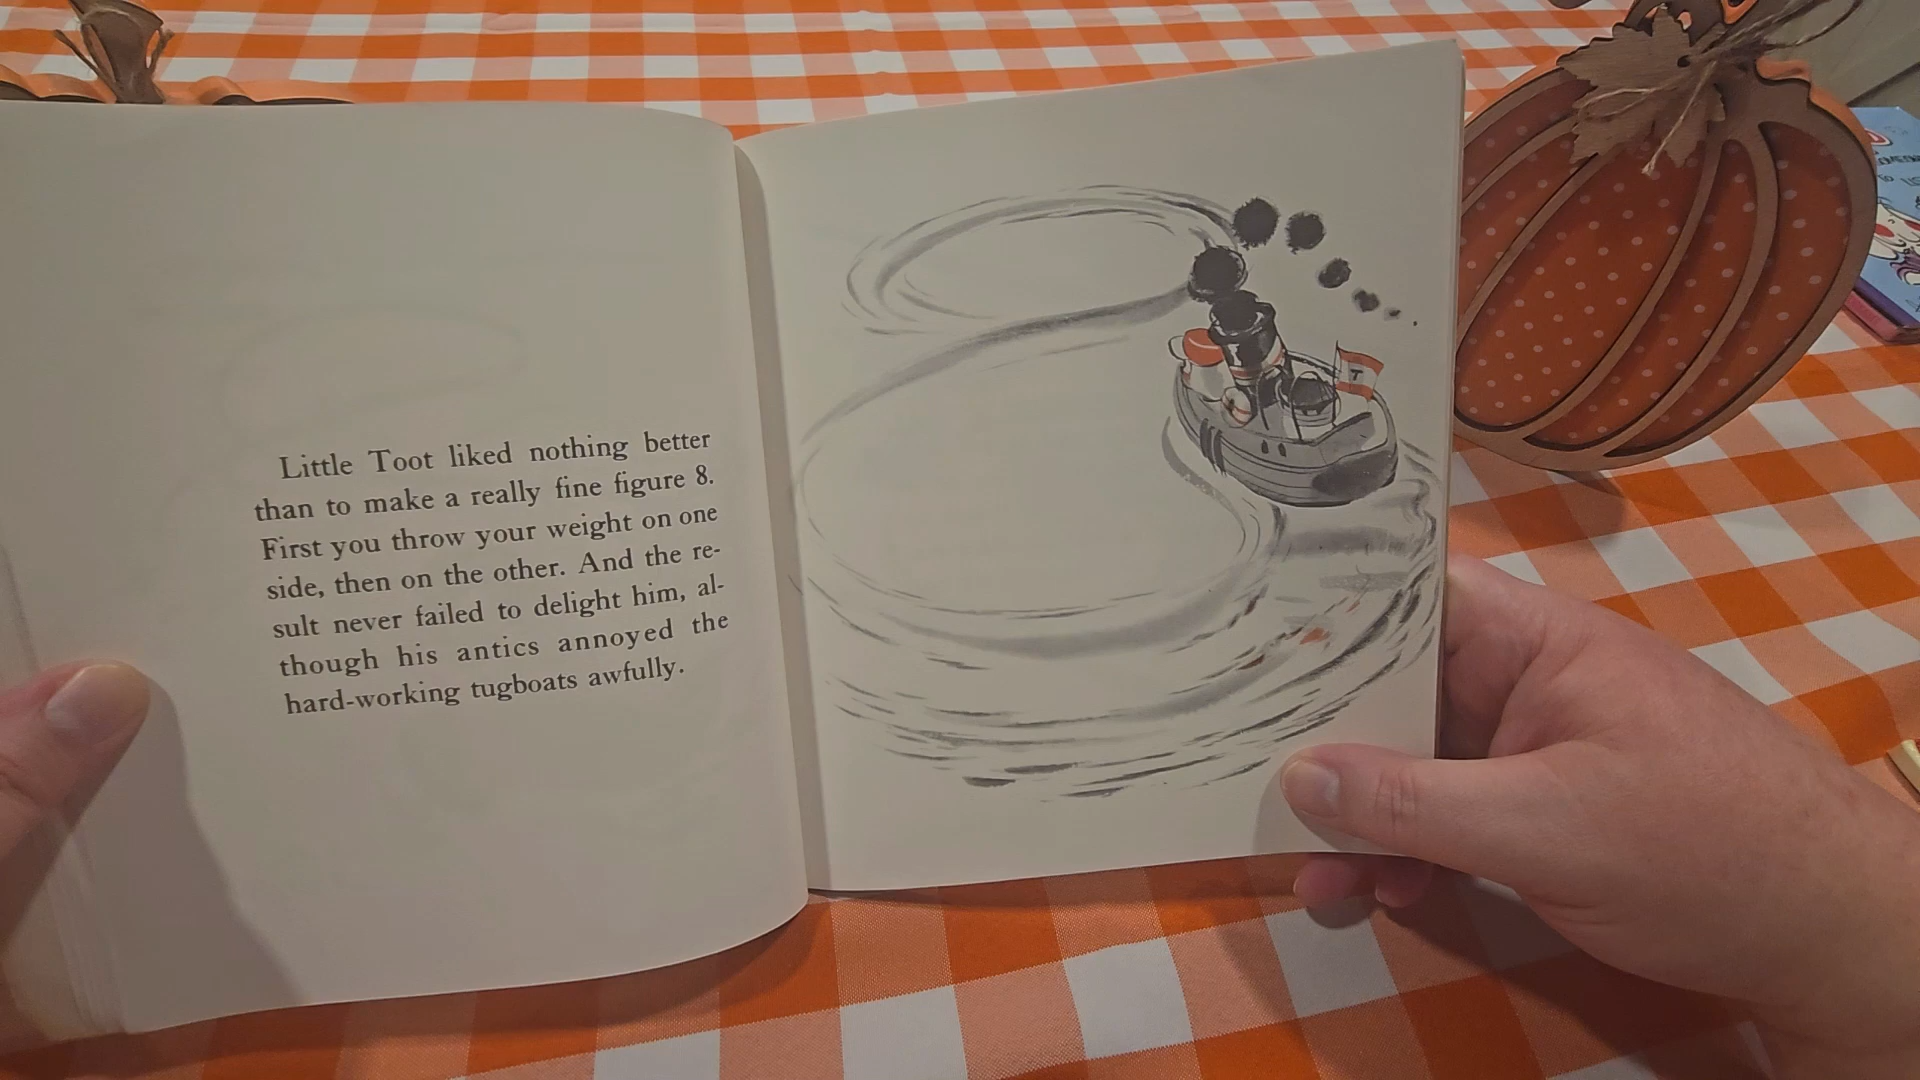 Little Toot liked nothing better
than to make a really fine figure 8.
First you throw your weight on one
side, then on the other. And the re-
sult never failed to delight him, al-
though his antics annoyed the
hard-working tugboats awfully.
T